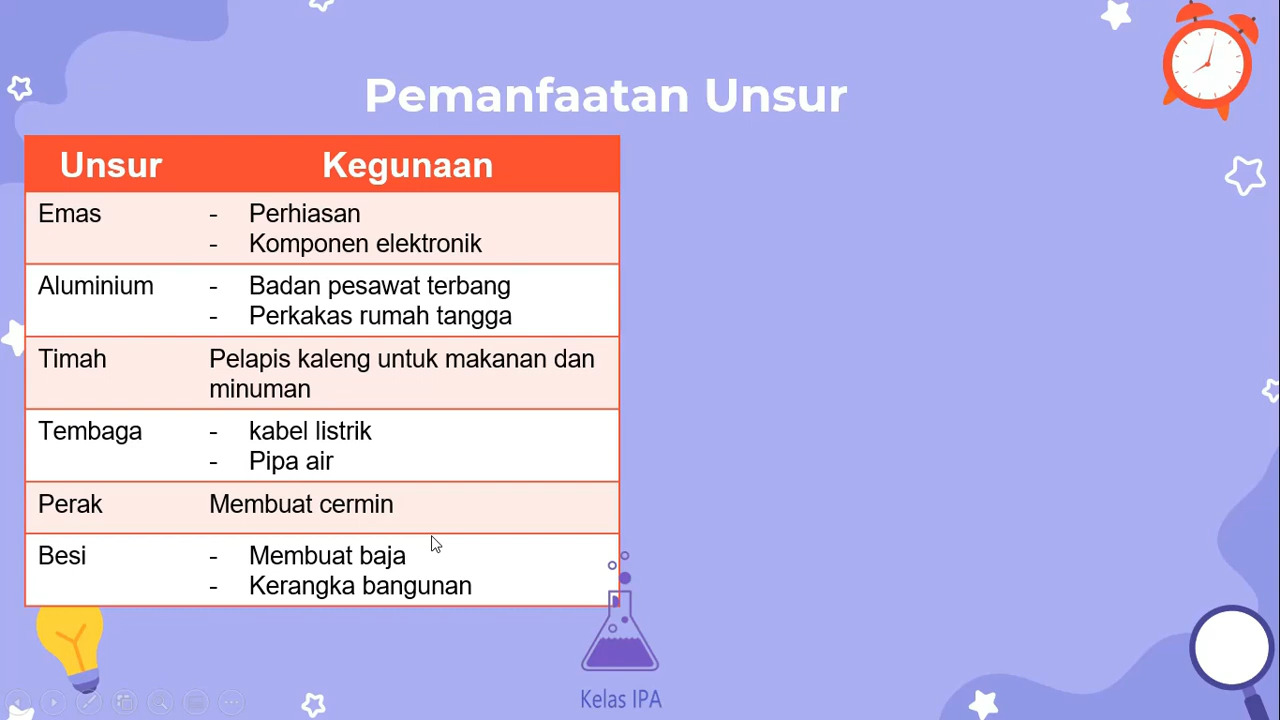 Pemanfaatan Unsur
Unsur Kegunaan
Emas - Perhiasan
- Komponen elektronik
Aluminium - Badan pesawat terbang
- Perkakas rumah tangga
Timah Pelapis kaleng untuk makanan dan
minuman
Tembaga - kabel listrik
- Pipa air
Perak Membuat cermin
Besi - Membuat baja
- Kerangka bangunan
Kelas IPA